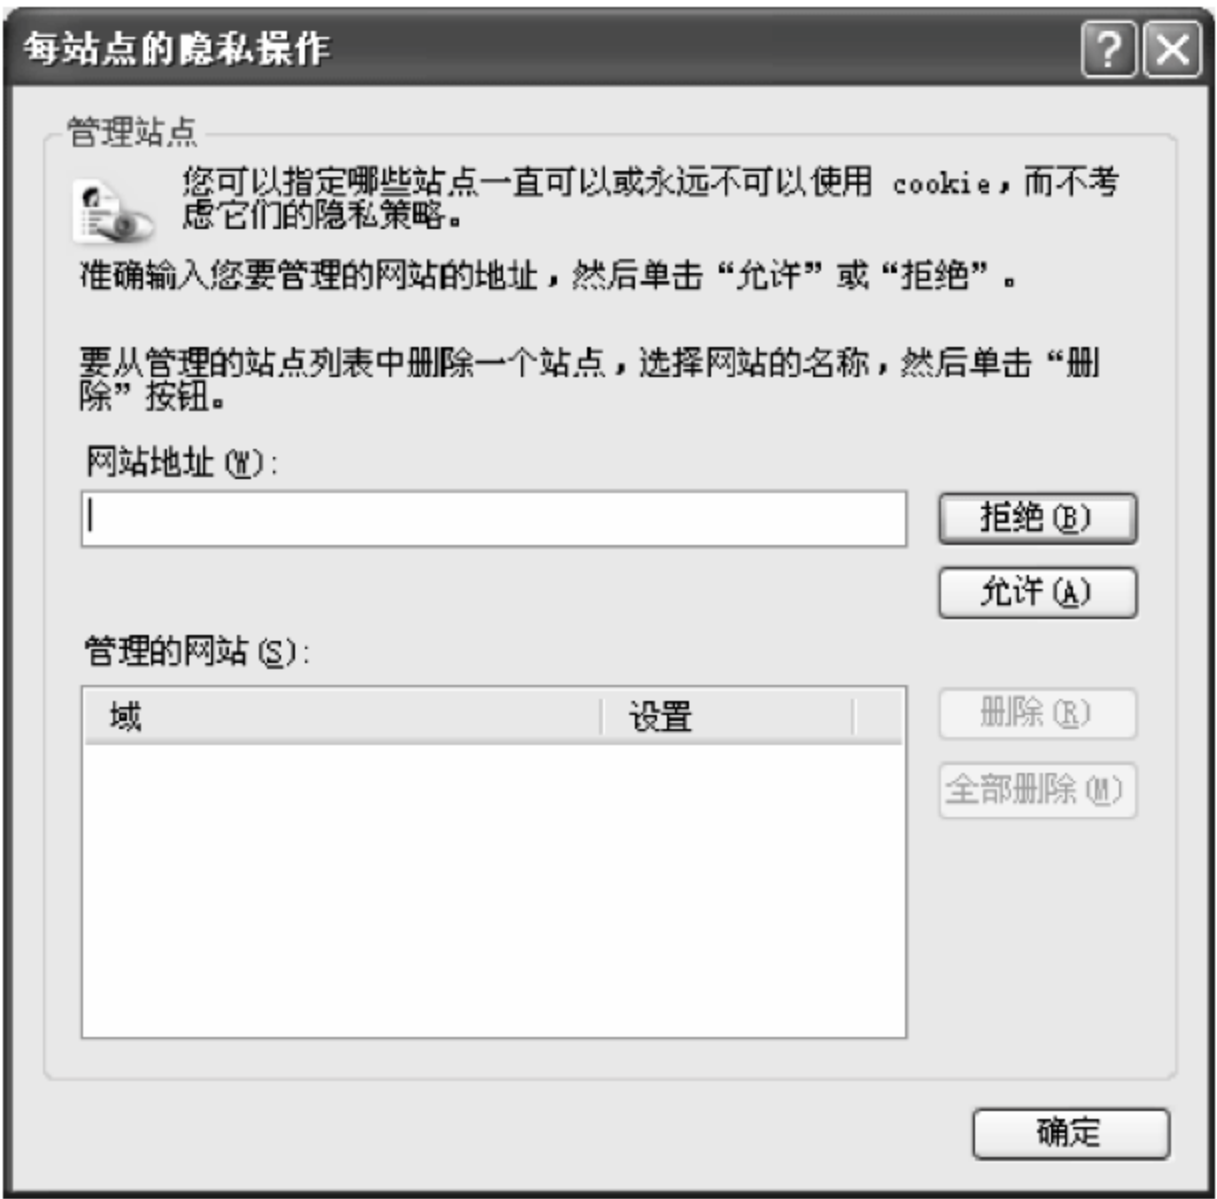 每站点的隐私操作
管理站点
您可以指定哪些站点一直可以或永远不可以使用 cookie，而不考
虑它们的隐私策略。
准确输入您要管理的网站的地址，然后单击“允许”或“拒绝”。
要从管理的站点列表中删除一个站点，选择网站的名称，然后单击“删
除”按钮。
网站地址(W):
拒绝(B)
允许(A)
管理的网站(S):
域 设置
删除(R)
全部删除(M)
确定